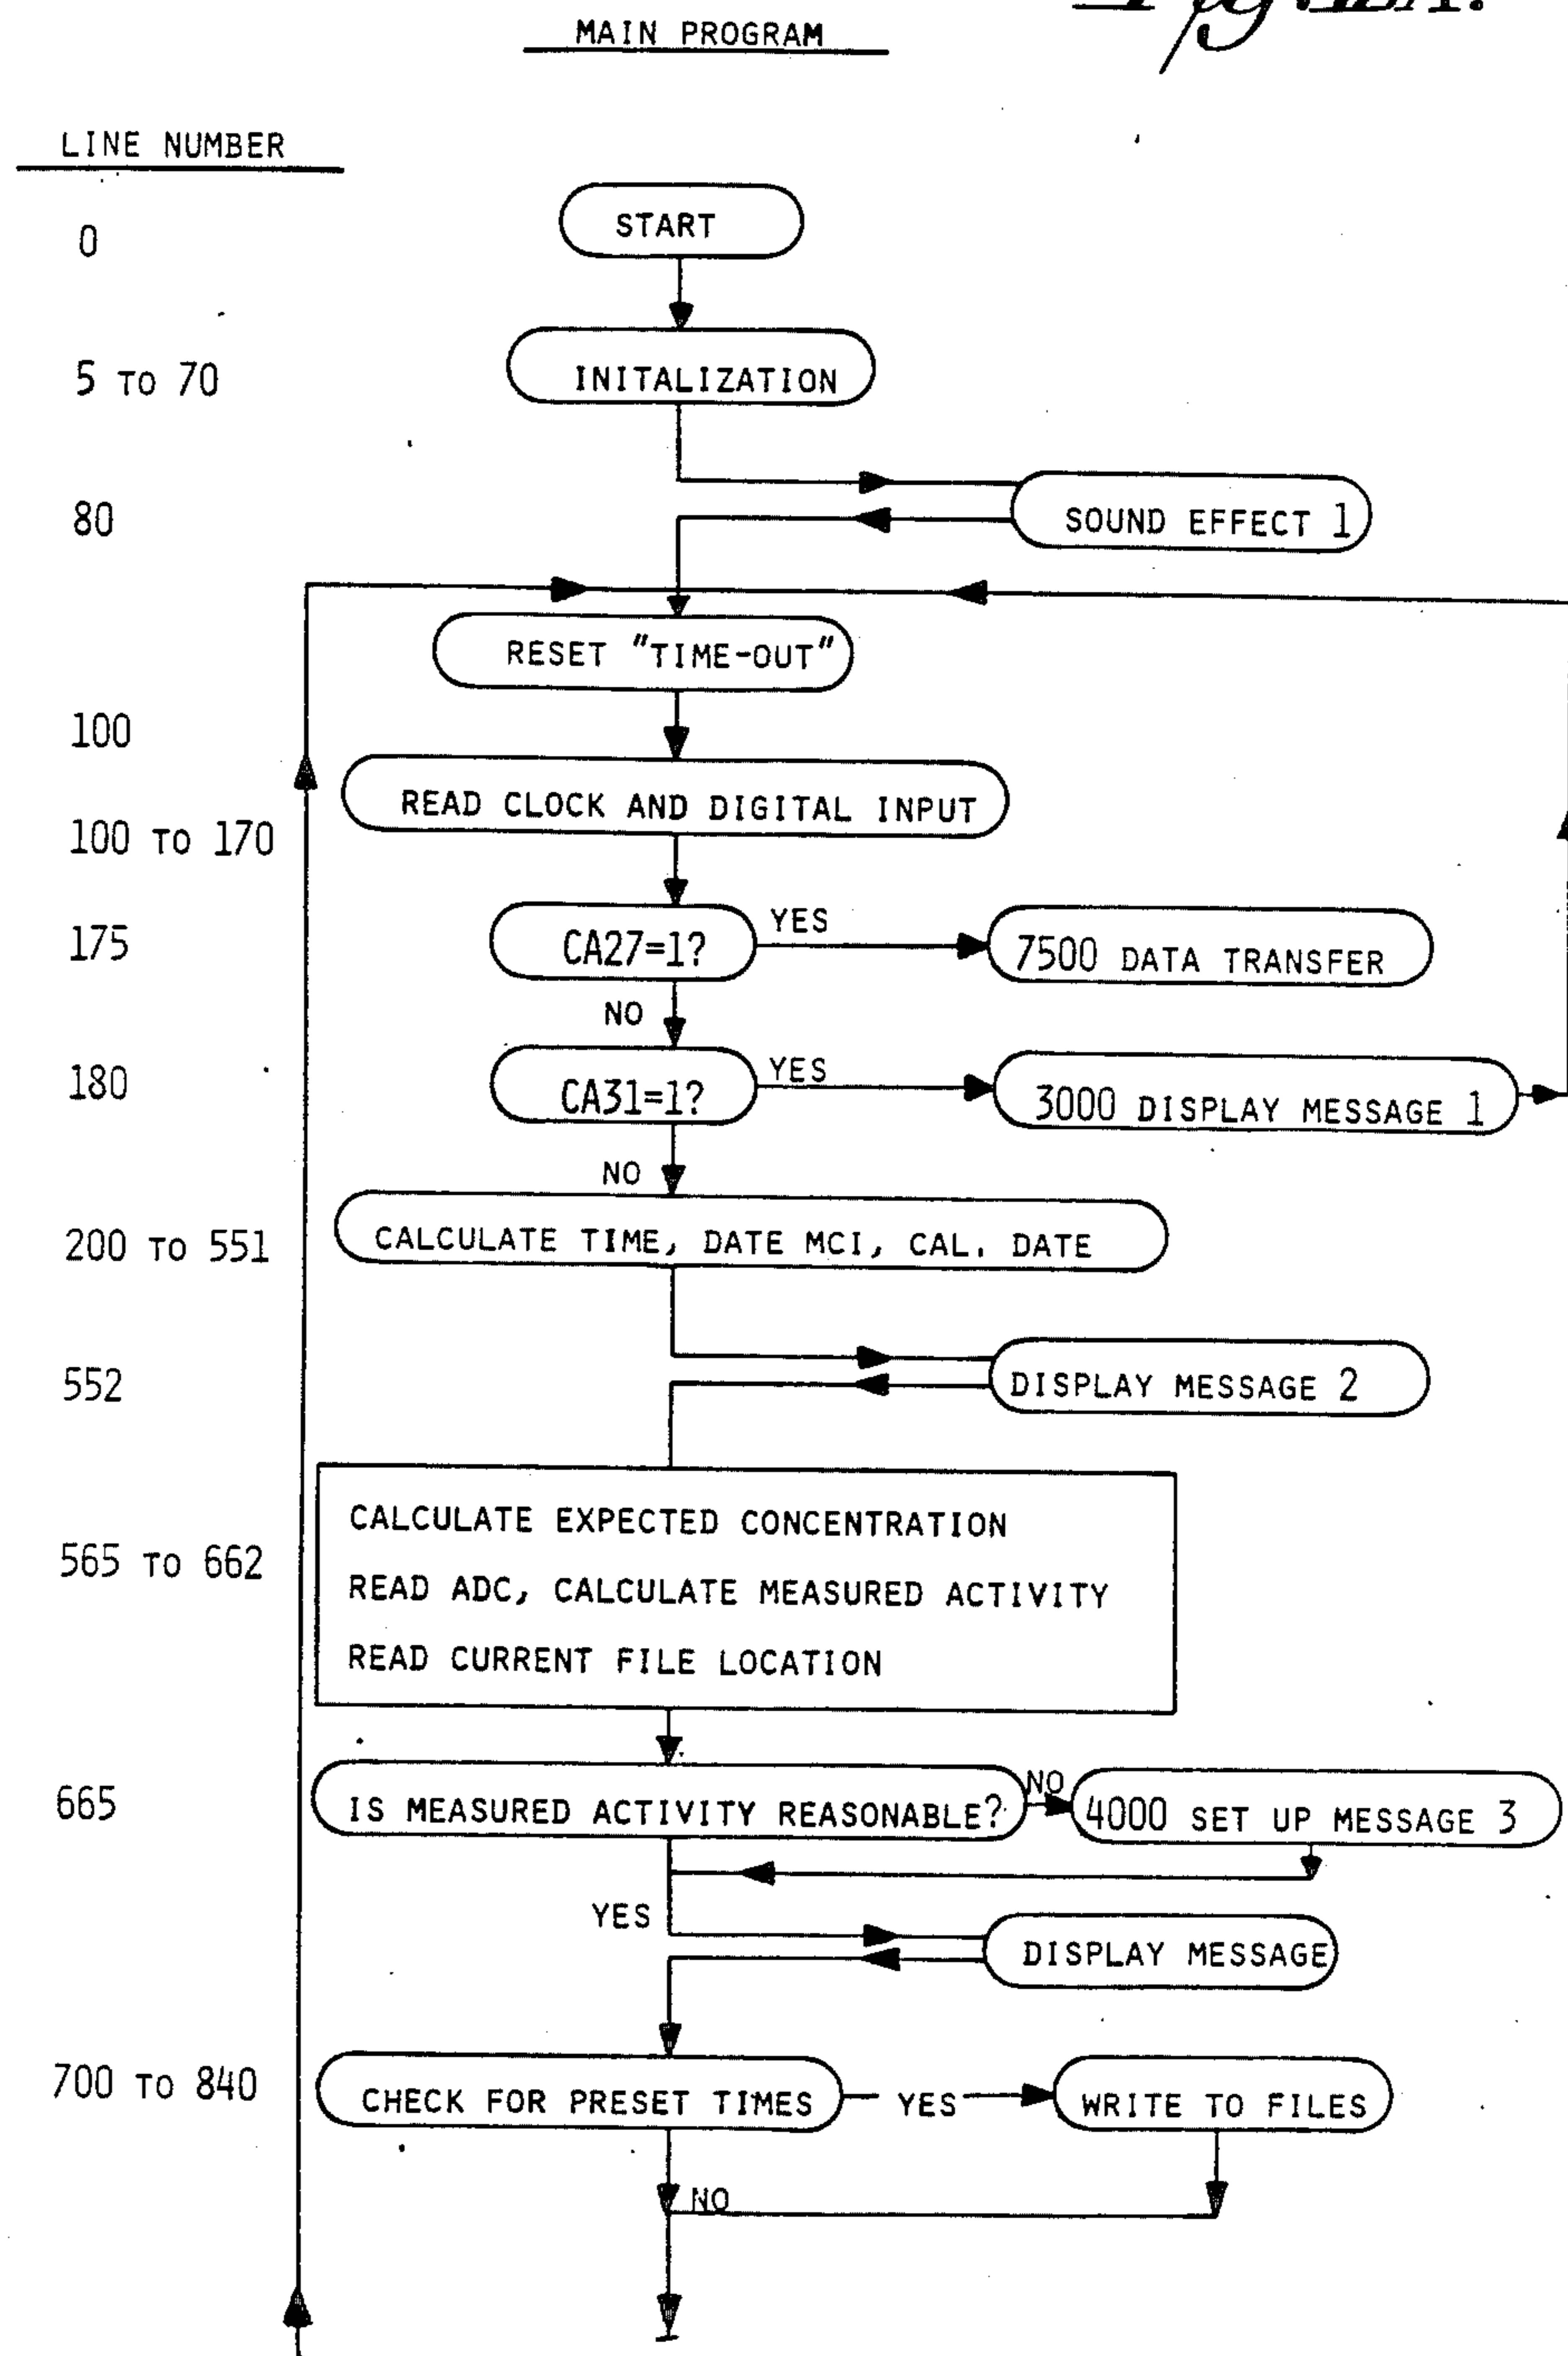 MAIN PROGRAM
LINE NUMBER
0
START
5 TO 70
INITALIZATION
80
SOUND EFFECT 1
RESET "TIME-OUT"
100
READ CLOCK AND DIGITAL INPUT
100 TO 170
175
CA27=1?
YES
7500 DATA TRANSFER
NO
180
CA31=1?
YES
3000 DISPLAY MESSAGE 1
NO
200 TO 551
CALCULATE TIME, DATE MCI, CAL. DATE
552
DISPLAY MESSAGE 2
565 TO 662
CALCULATE EXPECTED CONCENTRATION
READ ADC, CALCULATE MEASURED ACTIVITY
READ CURRENT FILE LOCATION
665
IS MEASURED ACTIVITY REASONABLE?
NO
4000 SET UP MESSAGE 3
YES
DISPLAY MESSAGE
700 TO 840
CHECK FOR PRESET TIMES
YES
WRITE TO FILES
NO